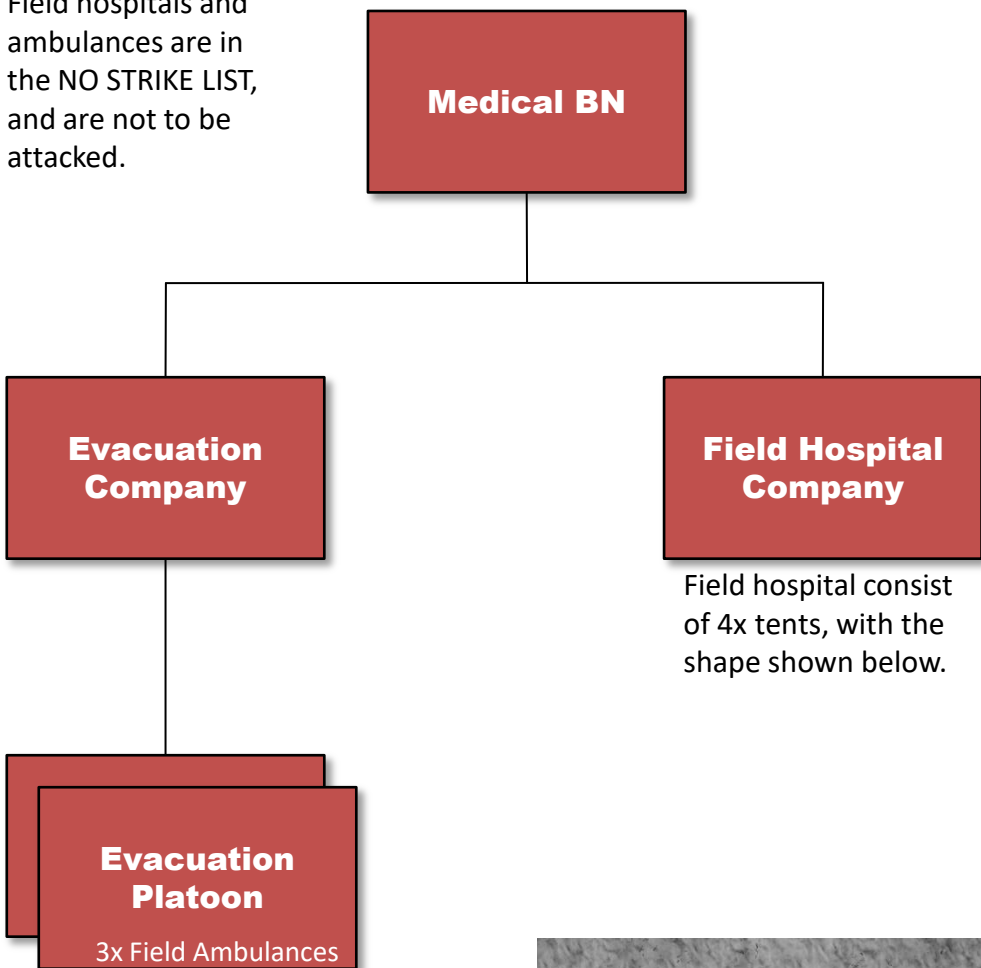 Field hospitals and
ambulances are in
the NO STRIKE LIST,
and are not to be
attacked.
Medical BN
Evacuation
Company
Field Hospital
Company
Field hospital consist
of 4x tents, with the
shape shown below.
Evacuation
Platoon
3x Field Ambulances